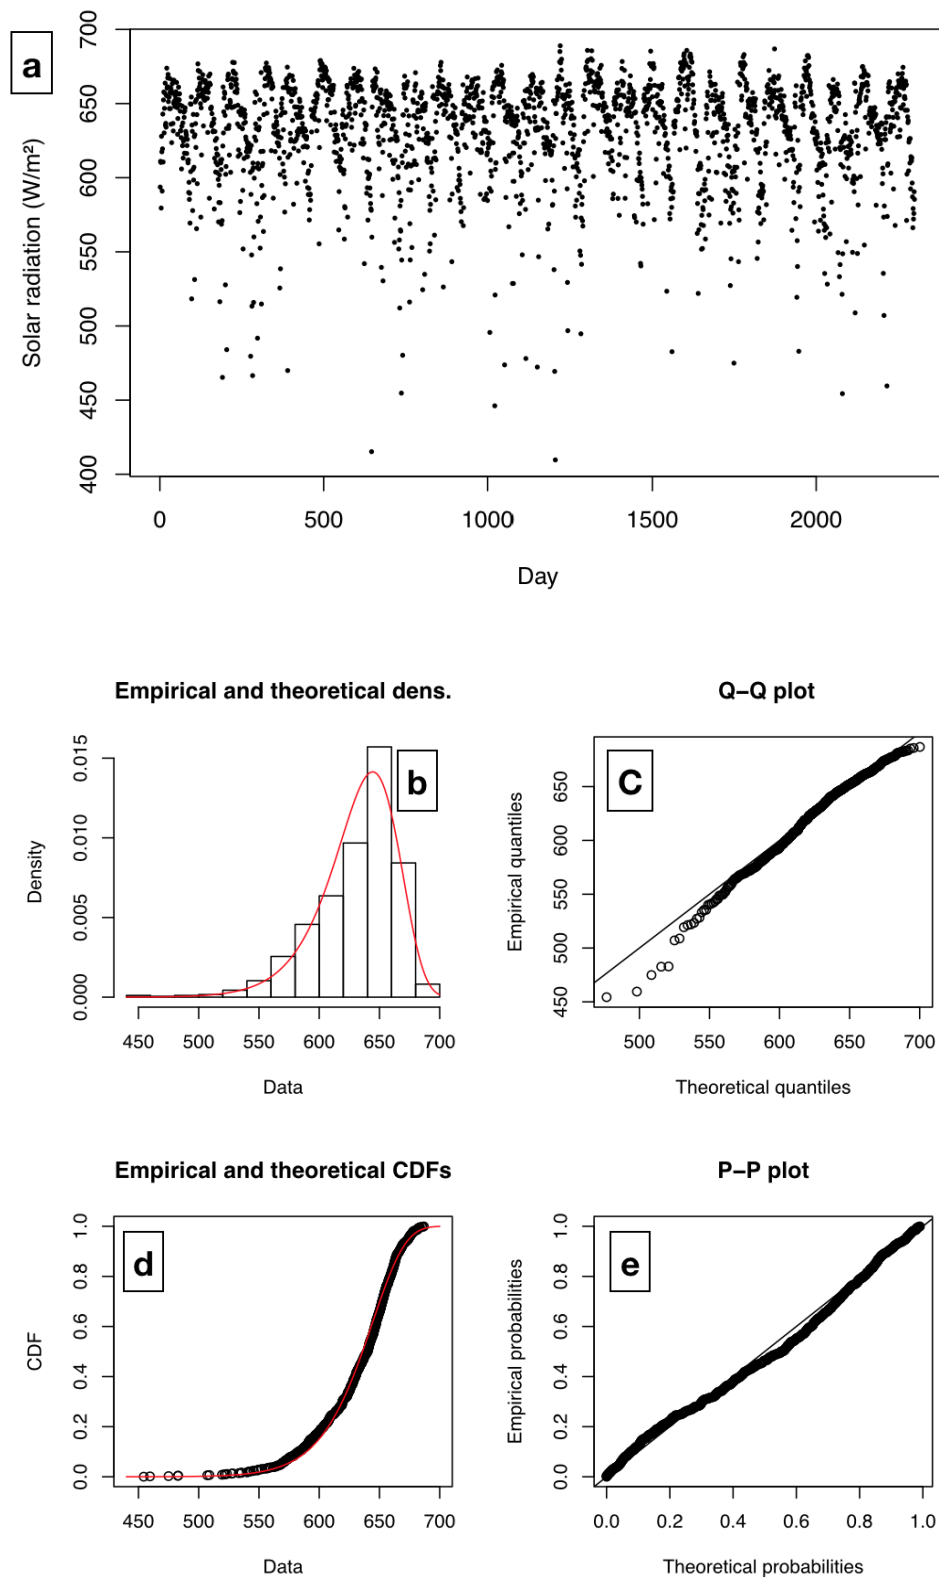 a
Solar radiation (W/m²)
700
650
600
550
500
450
400
0 500 1000 1500 2000
Day
Empirical and theoretical dens.
b
Density
0.015
0.010
0.005
0.000
450 500 550 600 650 700
Data
Q−Q plot
C
Empirical quantiles
650
600
550
500
450
500 550 600 650 700
Theoretical quantiles
Empirical and theoretical CDFs
d
CDF
1.0
0.8
0.6
0.4
0.2
0.0
450 500 550 600 650 700
Data
P−P plot
e
Empirical probabilities
1.0
0.8
0.6
0.4
0.2
0.0
0.0 0.2 0.4 0.6 0.8 1.0
Theoretical probabilities